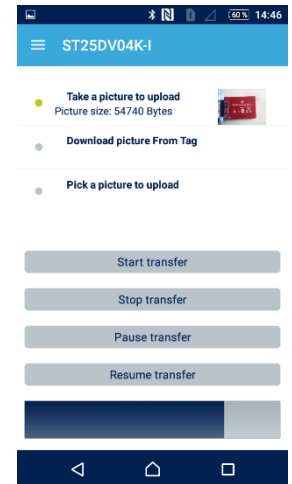 60% 14:46
ST25DV04K-I
Take a picture to upload
Picture size: 54740 Bytes
Download picture From Tag
Pick a picture to upload
Start transfer
Stop transfer
Pause transfer
Resume transfer